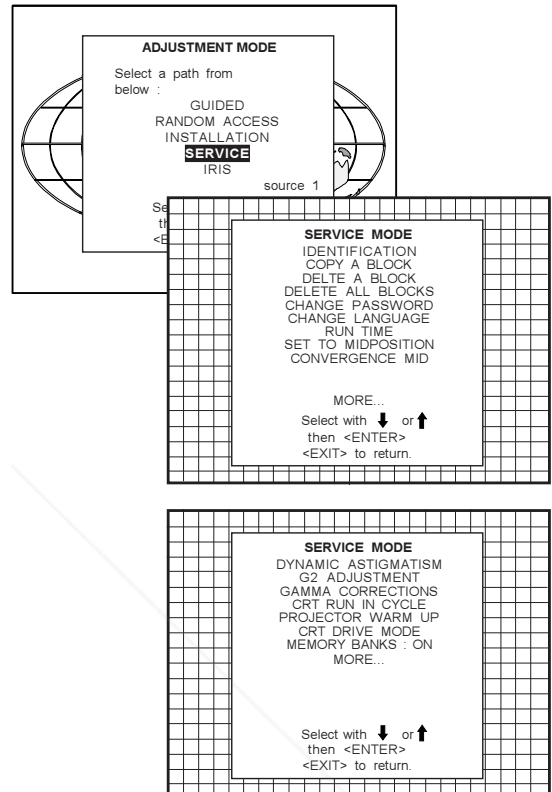 ADJUSTMENT MODE
Select a path from
below :
GUIDED
RANDOM ACCESS
INSTALLATION
SERVICE
IRIS
source 1
Se
<E
SERVICE MODE
IDENTIFICATION
COPY A BLOCK
DELTE A BLOCK
DELETE ALL BLOCKS
CHANGE PASSWORD
CHANGE LANGUAGE
RUN TIME
SET TO MIDPOSITION
CONVERGENCE MID
MORE...
Select with ⬇ or ⬆
then <ENTER>
<EXIT> to return.
SERVICE MODE
DYNAMIC ASTIGMATISM
G2 ADJUSTMENT
GAMMA CORRECTIONS
CRT RUN IN CYCLE
PROJECTOR WARM UP
CRT DRIVE MODE
MEMORY BANKS : ON
MORE...
Select with ⬇ or ⬆
then <ENTER>
<EXIT> to return.